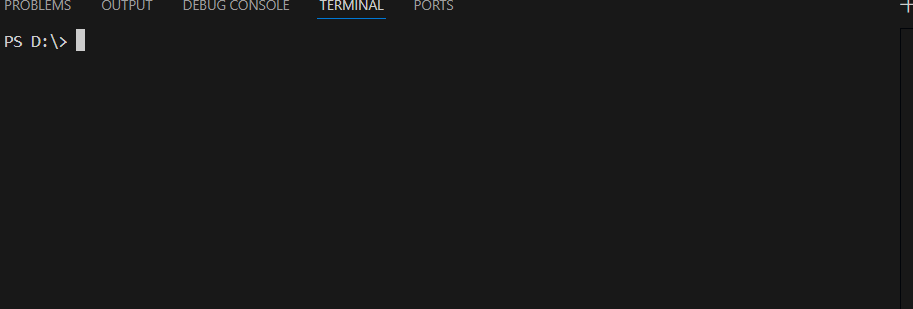 PROBLEMS OUTPUT DEBUG CONSOLE TERMINAL PORTS
PS D:\>